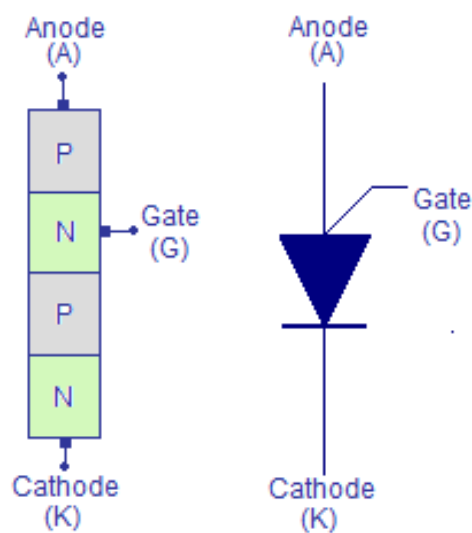 Anode
(A)
P
N
Gate
(G)
P
N
Cathode
(K)
Anode
(A)
Gate
(G)
Cathode
(K)